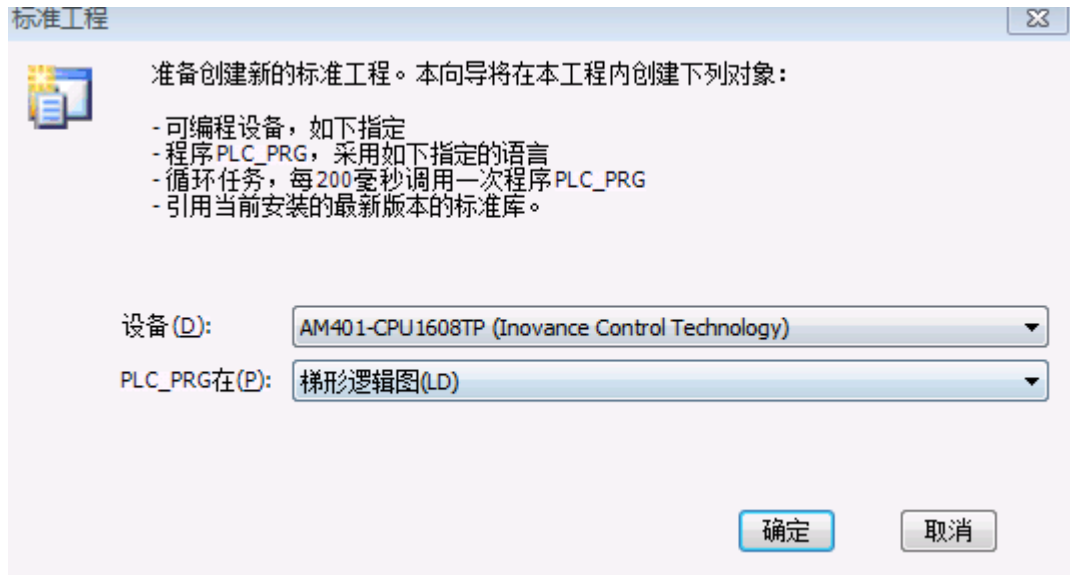 标准工程
准备创建新的标准工程。本向导将在本工程内创建下列对象:
-可编程设备，如下指定
-程序PLC_PRG，采用如下指定的语言
-循环任务，每200毫秒调用一次程序PLC_PRG
-引用当前安装的最新版本的标准库。
设备(D): AM401-CPU1608TP (Inovance Control Technology)
PLC_PRG在(P): 梯形逻辑图(LD)
确定 取消